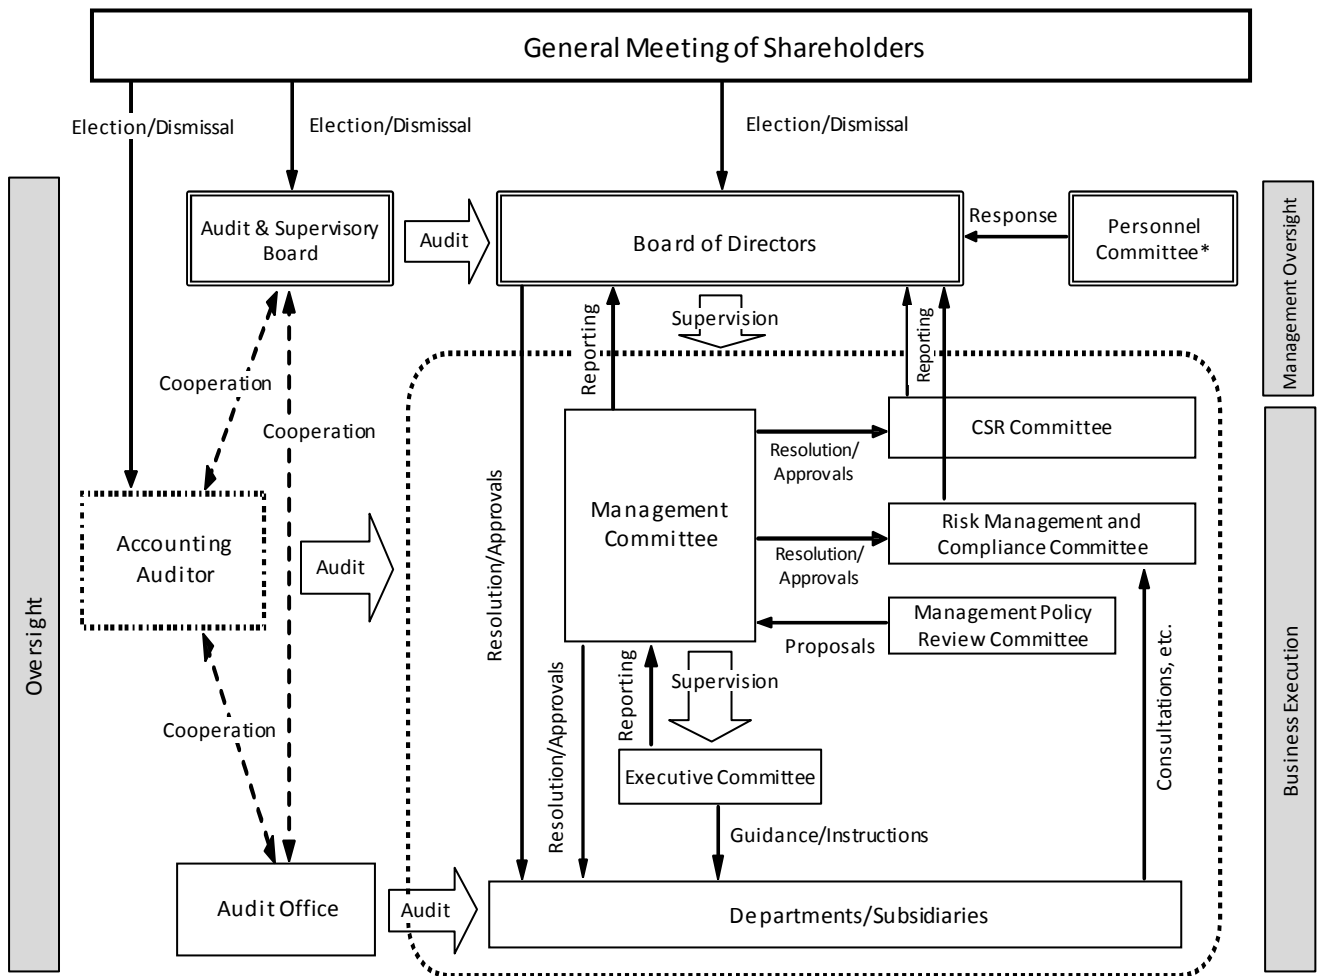 General Meeting of Shareholders
Election/Dismissal
Election/Dismissal
Election/Dismissal
Audit & Supervisory
Board
Audit
Board of Directors
Response
Personnel
Committee*
Management Oversight
Reporting
Supervision
Reporting
Cooperation
Cooperation
CSR Committee
Resolution/
Approvals
Management
Committee
Risk Management and
Compliance Committee
Resolution/
Approvals
Accounting
Auditor
Audit
Resolution/Approvals
Management Policy
Review Committee
Proposals
Oversight
Reporting
Supervision
Cooperation
Resolution/Approvals
Executive Committee
Consultations, etc.
Business Execution
Guidance/Instructions
Audit Office
Audit
Departments/Subsidiaries